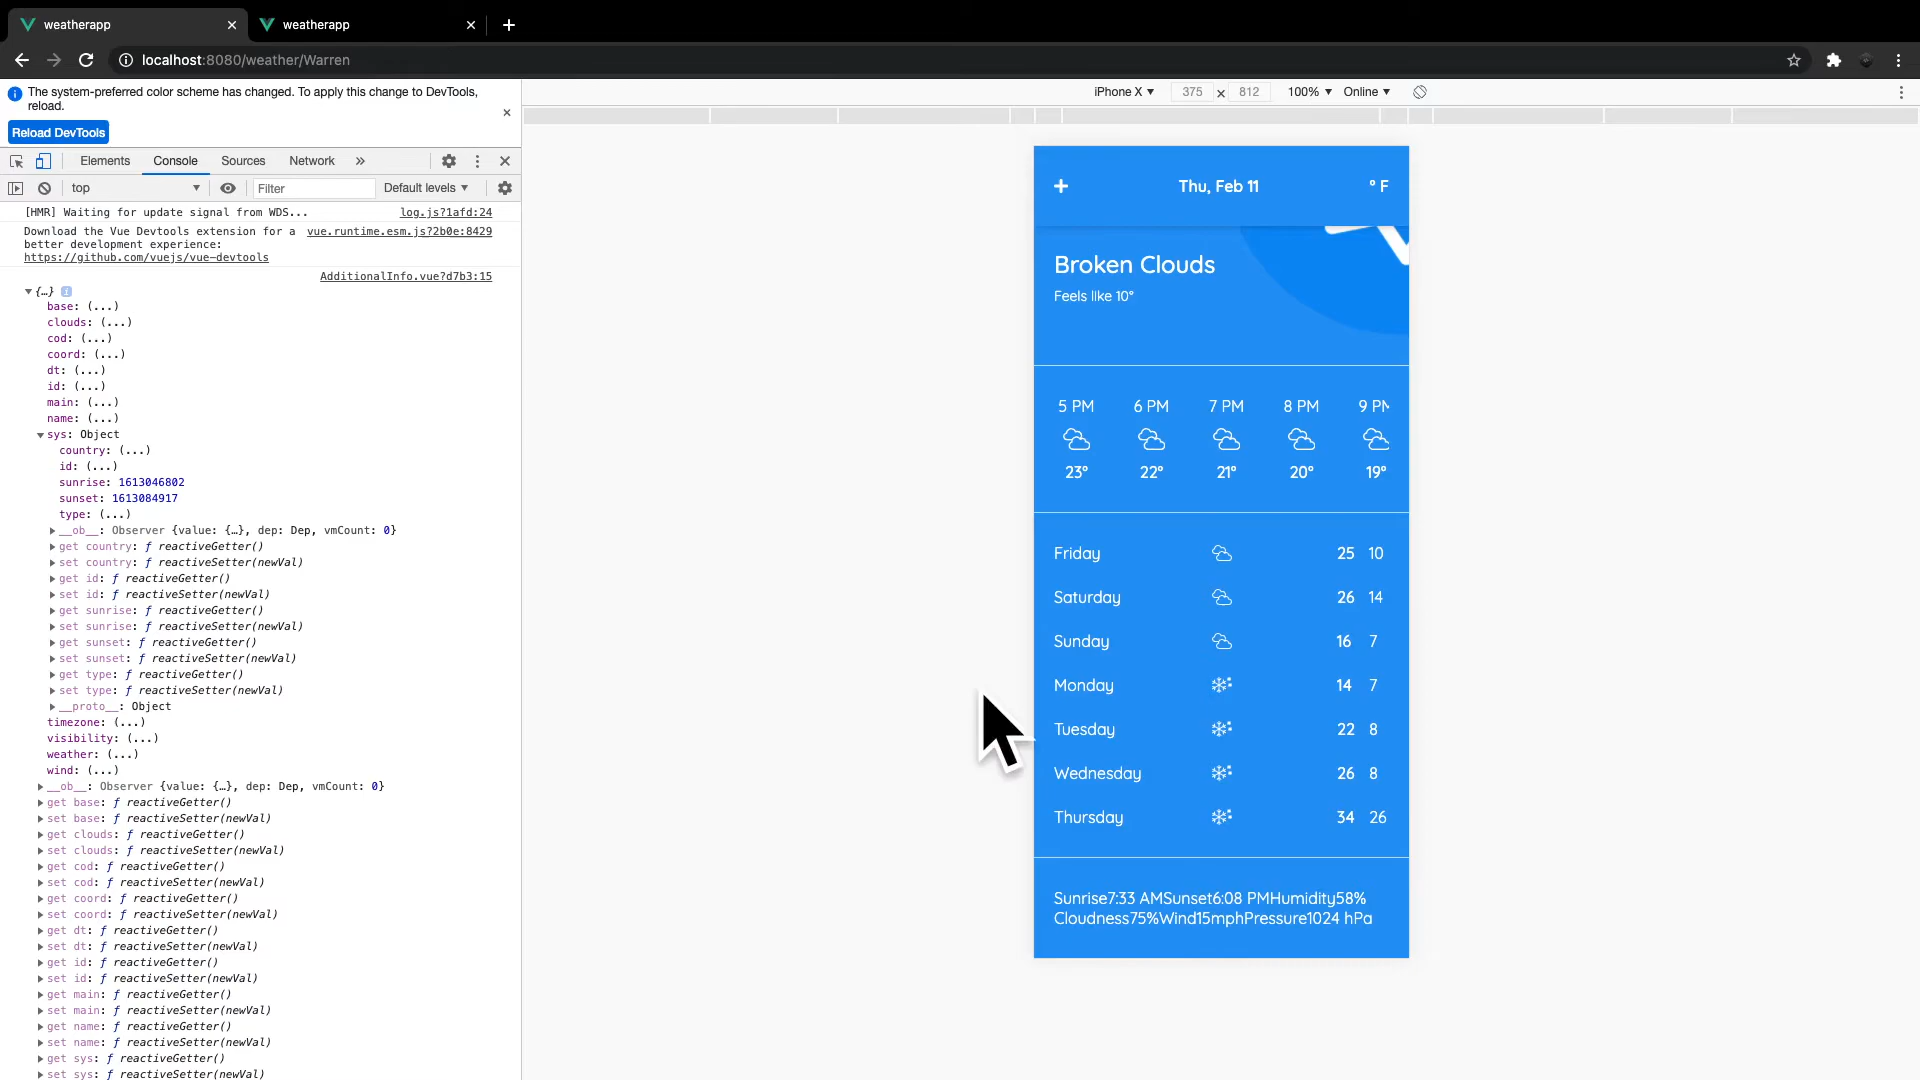 weatherapp
weatherapp
localhost:8080/weather/Warren
The system-preferred color scheme has changed. To apply this change to DevTools,
reload.
Reload DevTools
Elements Console Sources Network »
top Filter Default levels
[HMR] Waiting for update signal from WDS... log.js?1afd:24
Download the Vue Devtools extension for a vue.runtime.esm.js?2b0e:8429
better development experience:
https://github.com/vuejs/vue-devtools
AdditionalInfo.vue?d7b3:15
{…}
base: (...)
clouds: (...)
cod: (...)
coord: (...)
dt: (...)
id: (...)
main: (...)
name: (...)
sys: Object
country: (...)
id: (...)
sunrise: 1613046802
sunset: 1613084917
type: (...)
__ob__: Observer {value: {…}, dep: Dep, vmCount: 0}
get country: ƒ reactiveGetter()
set country: ƒ reactiveSetter(newVal)
get id: ƒ reactiveGetter()
set id: ƒ reactiveSetter(newVal)
get sunrise: ƒ reactiveGetter()
set sunrise: ƒ reactiveSetter(newVal)
get sunset: ƒ reactiveGetter()
set sunset: ƒ reactiveSetter(newVal)
get type: ƒ reactiveGetter()
set type: ƒ reactiveSetter(newVal)
__proto__: Object
timezone: (...)
visibility: (...)
weather: (...)
wind: (...)
__ob__: Observer {value: {…}, dep: Dep, vmCount: 0}
get base: ƒ reactiveGetter()
set base: ƒ reactiveSetter(newVal)
get clouds: ƒ reactiveGetter()
set clouds: ƒ reactiveSetter(newVal)
get cod: ƒ reactiveGetter()
set cod: ƒ reactiveSetter(newVal)
get coord: ƒ reactiveGetter()
set coord: ƒ reactiveSetter(newVal)
get dt: ƒ reactiveGetter()
set dt: ƒ reactiveSetter(newVal)
get id: ƒ reactiveGetter()
set id: ƒ reactiveSetter(newVal)
get main: ƒ reactiveGetter()
set main: ƒ reactiveSetter(newVal)
get name: ƒ reactiveGetter()
set name: ƒ reactiveSetter(newVal)
get sys: ƒ reactiveGetter()
set sys: ƒ reactiveSetter(newVal)
iPhone X 375 x 812 100% Online
Thu, Feb 11 ° F
Broken Clouds
Feels like 10°
5 PM 6 PM 7 PM 8 PM 9 PM
23° 22° 21° 20° 19°
Friday 25 10
Saturday 26 14
Sunday 16 7
Monday 14 7
Tuesday 22 8
Wednesday 26 8
Thursday 34 26
Sunrise7:33 AMSunset6:08 PMHumidity58%
Cloudness75%Wind15mphPressure1024 hPa